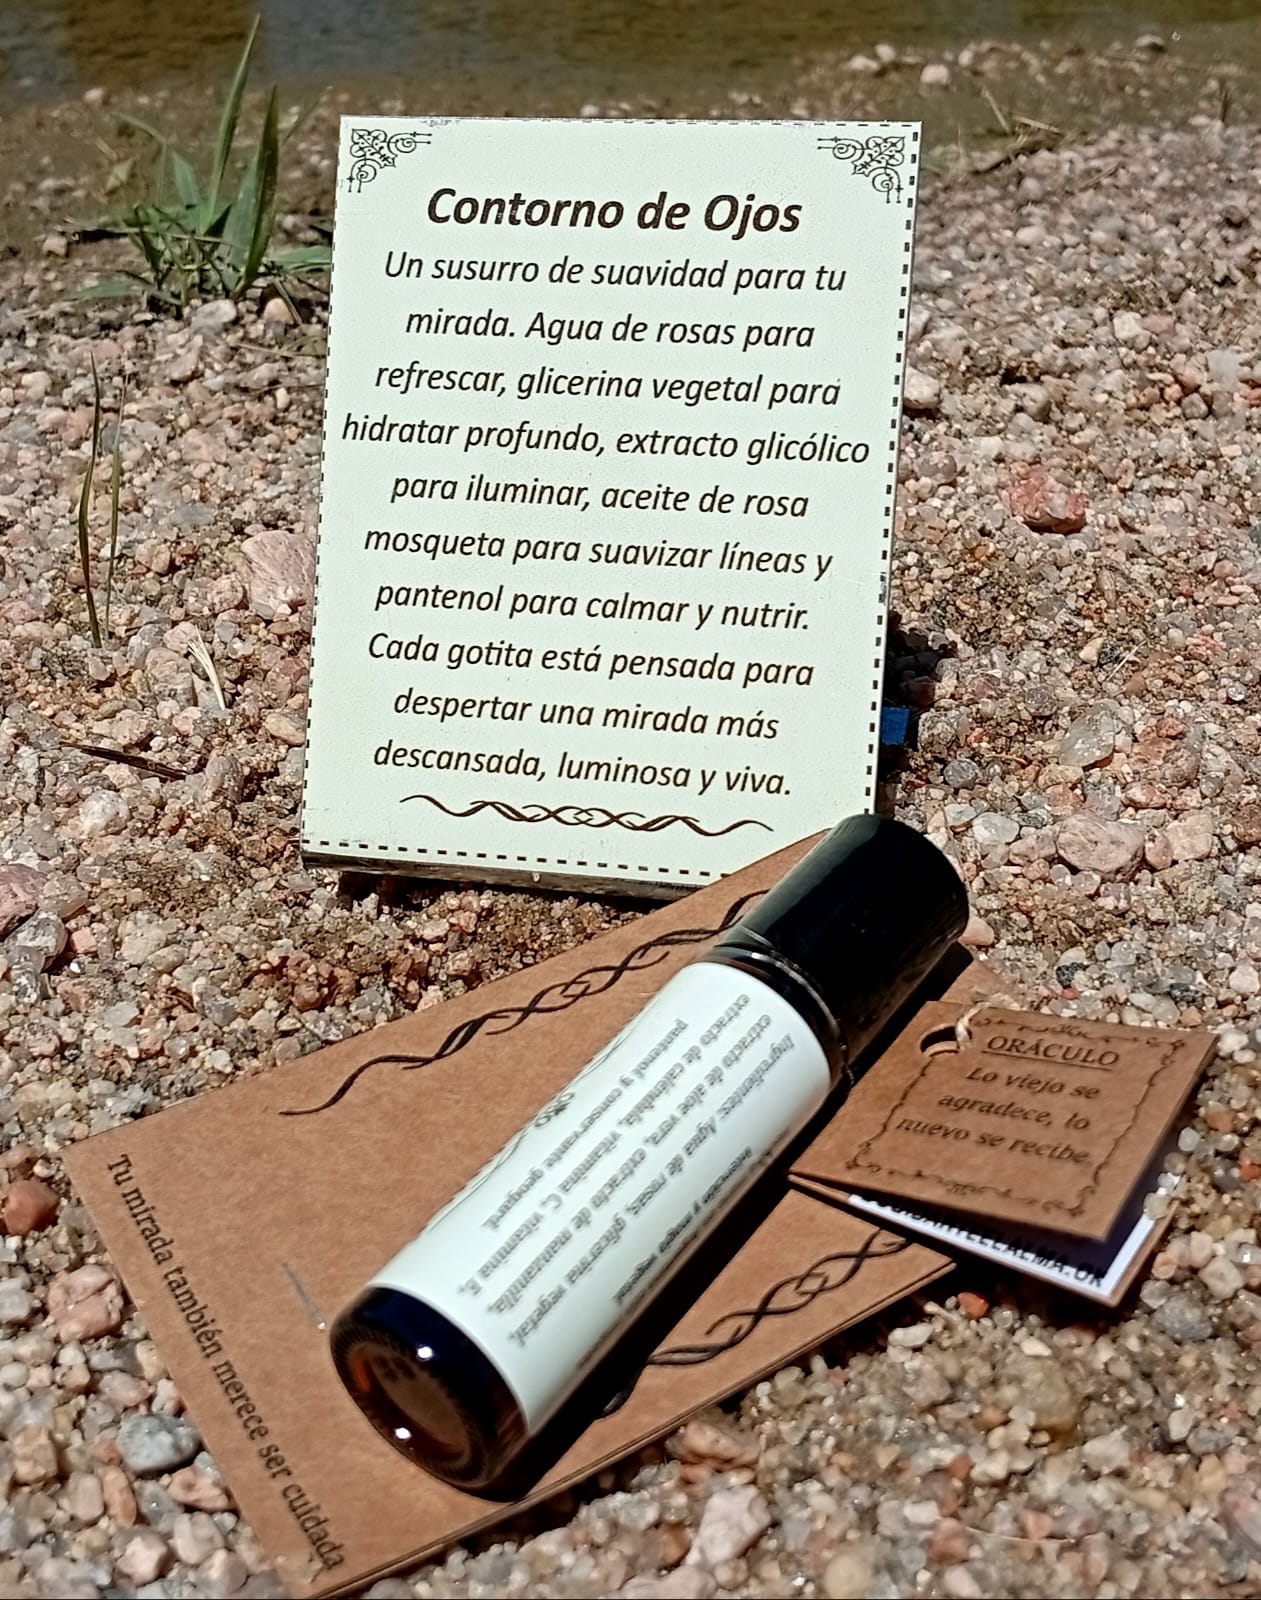 Contorno de Ojos
Un susurro de suavidad para tu
mirada. Agua de rosas para
refrescar, glicerina vegetal para
hidratar profundo, extracto glicólico
para iluminar, aceite de rosa
mosqueta para suavizar líneas y
pantenol para calmar y nutrir.
Cada gotita está pensada para
despertar una mirada más
descansada, luminosa y viva.
ORÁCULO
Lo viejo se
agradece, lo
nuevo se recibe.
Ingredientes: Agua de rosas, glicerina vegetal,
extracto de aloe vera, extracto de manzanilla,
extracto de caléndula, vitamina C, vitamina E,
pantenol y conservante geogard.
Tu mirada también merece ser cuidada